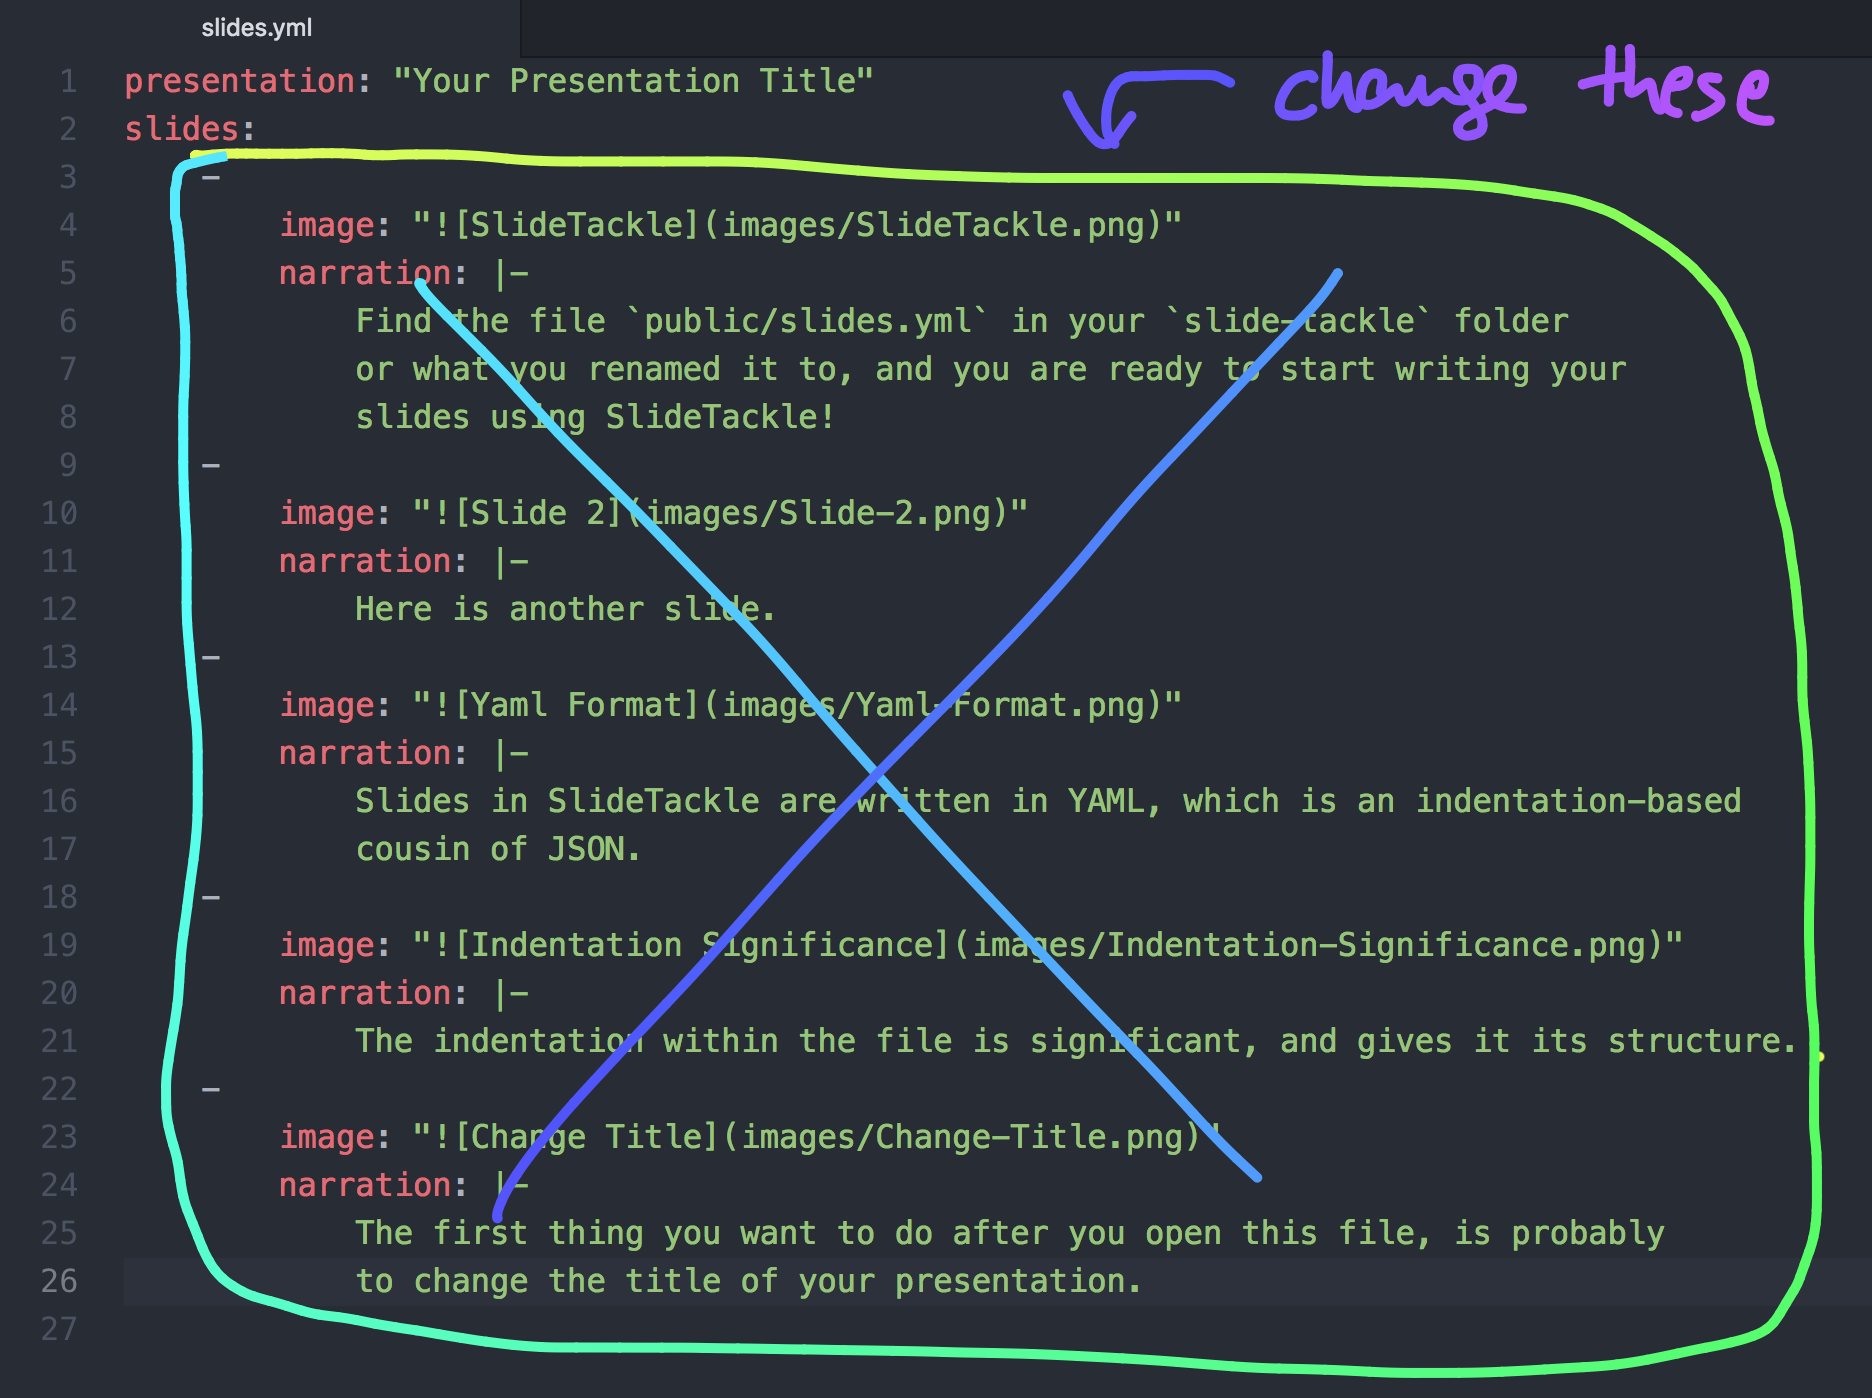 slides.yml
change these
1 presentation: "Your Presentation Title"
2 slides:
3 -
4 image: "![SlideTackle](images/SlideTackle.png)"
5 narration: |-
6 Find the file `public/slides.yml` in your `slide-tackle` folder
7 or what you renamed it to, and you are ready to start writing your
8 slides using SlideTackle!
9 -
10 image: "![Slide 2](images/Slide-2.png)"
11 narration: |-
12 Here is another slide.
13 -
14 image: "![Yaml Format](images/Yaml-Format.png)"
15 narration: |-
16 Slides in SlideTackle are written in YAML, which is an indentation-based
17 cousin of JSON.
18 -
19 image: "![Indentation Significance](images/Indentation-Significance.png)"
20 narration: |-
21 The indentation within the file is significant, and gives it its structure.
22 -
23 image: "![Change Title](images/Change-Title.png)"
24 narration: |-
25 The first thing you want to do after you open this file, is probably
26 to change the title of your presentation.
27